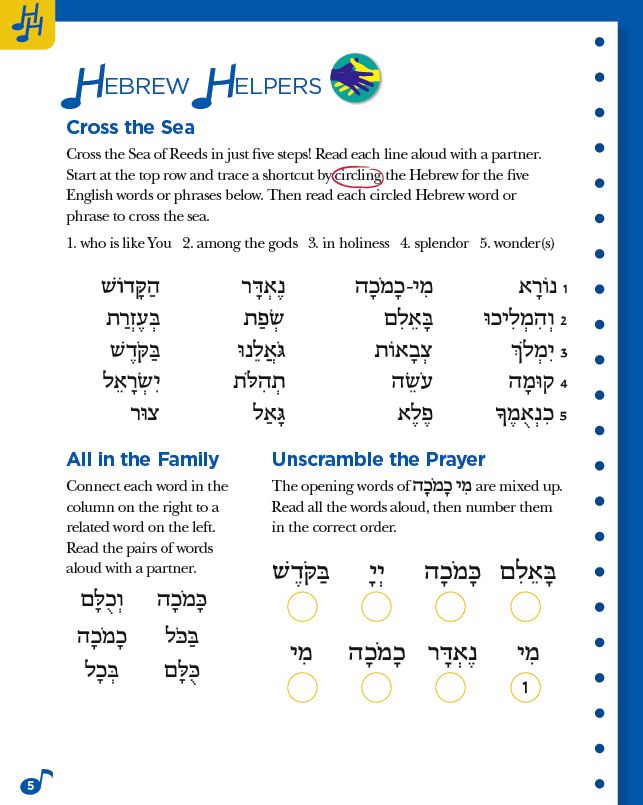 HH
HEBREW HELPERS
Cross the Sea
Cross the Sea of Reeds in just five steps! Read each line aloud with a partner.
Start at the top row and trace a shortcut by circling the Hebrew for the five
English words or phrases below. Then read each circled Hebrew word or
phrase to cross the sea.
1. who is like You 2. among the gods 3. in holiness 4. splendor 5. wonder(s)
1 נוֹרָא מִי-כָמֹכָה נֶאְדָּר הַקָּדוֹשׁ
2 וְהִמְלִיכוּ בָּאֵלִם שְׂפַת בְּעֶזְרַת
3 יִמְלֹךְ צְבָאוֹת גֹּאֲלֵנוּ בַּקֹּדֶשׁ
4 קוּמָה עֹשֵׂה תְהִלֹּת יִשְׂרָאֵל
5 כִנְאֻמֶךָ פֶלֶא גָּאַל צוּר
All in the Family
Connect each word in the
column on the right to a
related word on the left.
Read the pairs of words
aloud with a partner.
כָּמֹכָה וְכֻלָּם
בַּכֹּל כָמֹכָה
כֻּלָּם בְּכָל
Unscramble the Prayer
The opening words of מִי כָמֹכָה are mixed up.
Read all the words aloud, then number them
in the correct order.
בָּאֵלִם כָּמֹכָה יְיָ בַּקֹּדֶשׁ
מִי נֶאְדָּר כָמֹכָה מִי
1
5